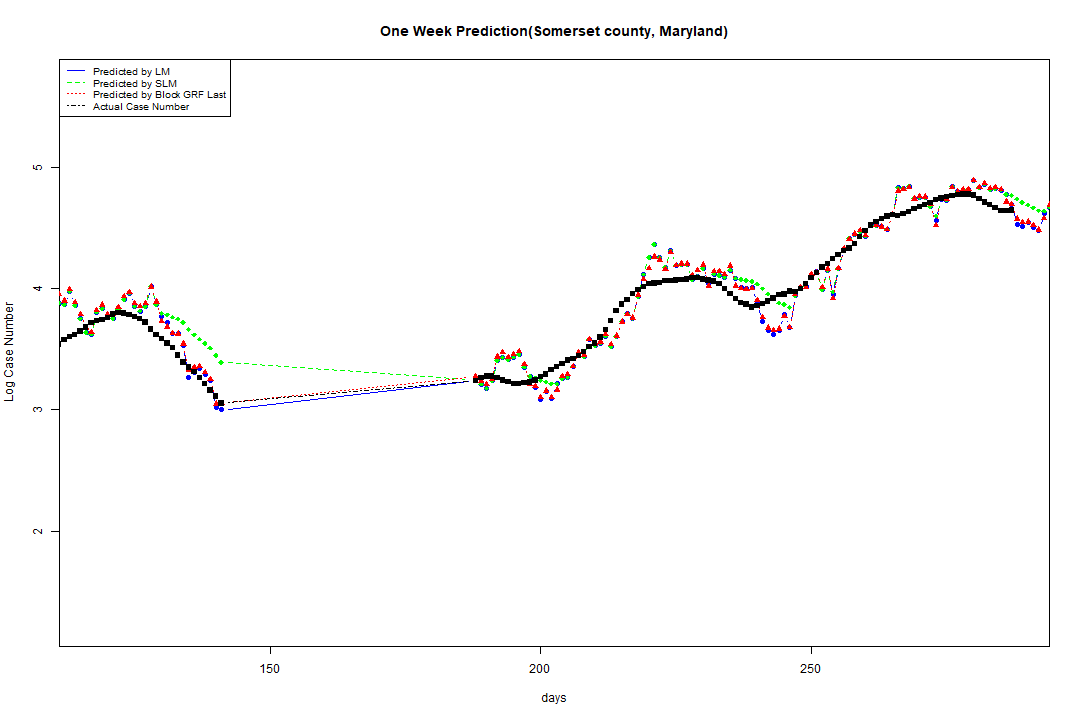 One Week Prediction(Somerset county, Maryland)
Predicted by LM
Predicted by SLM
Predicted by Block GRF Last
Actual Case Number
5
4
3
2
Log Case Number
150 200 250
days